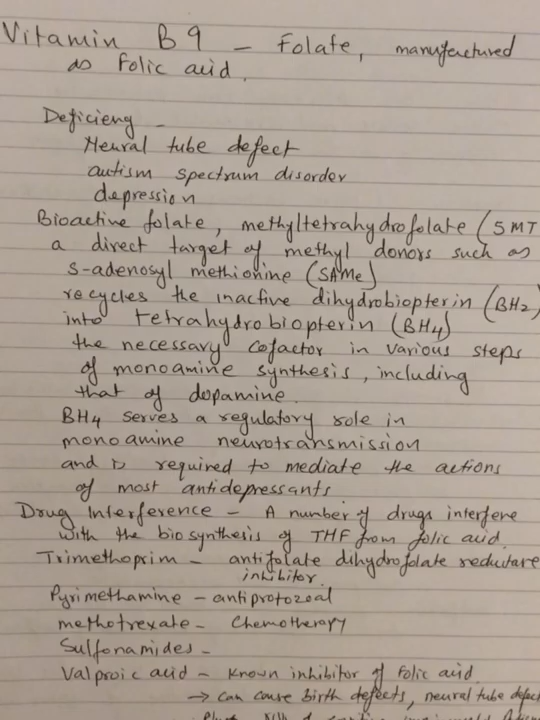 Vitamin B9 – Folate, manufactured
as Folic acid.
Deficieng –
Neural tube defect
autism spectrum disorder
depression
Bioactive folate, methyltetrahydrofolate (5MT
a direct target of methyl donors such as
S-adenosyl methionine (SAMe)
recycles the inactive dihydrobiopterin (BH2)
into tetrahydrobiopterin (BH4)
the necessary cofactor in various steps
of monoamine synthesis, including
that of dopamine.
BH4 serves a regulatory role in
monoamine neurotransmission
and is required to mediate the actions
of most antidepressants
Drug Interference – A number of drugs interfere
with the biosynthesis of THF from folic acid.
Trimethoprim – antifolate dihydrofolate reductare
inhibitor.
Pyrimethamine – antiprotozoal
methotrexate – Chemotherapy
Sulfonamides –
Valproic acid – known inhibitor of folic acid.
→ can cause birth defects, neural tube defect